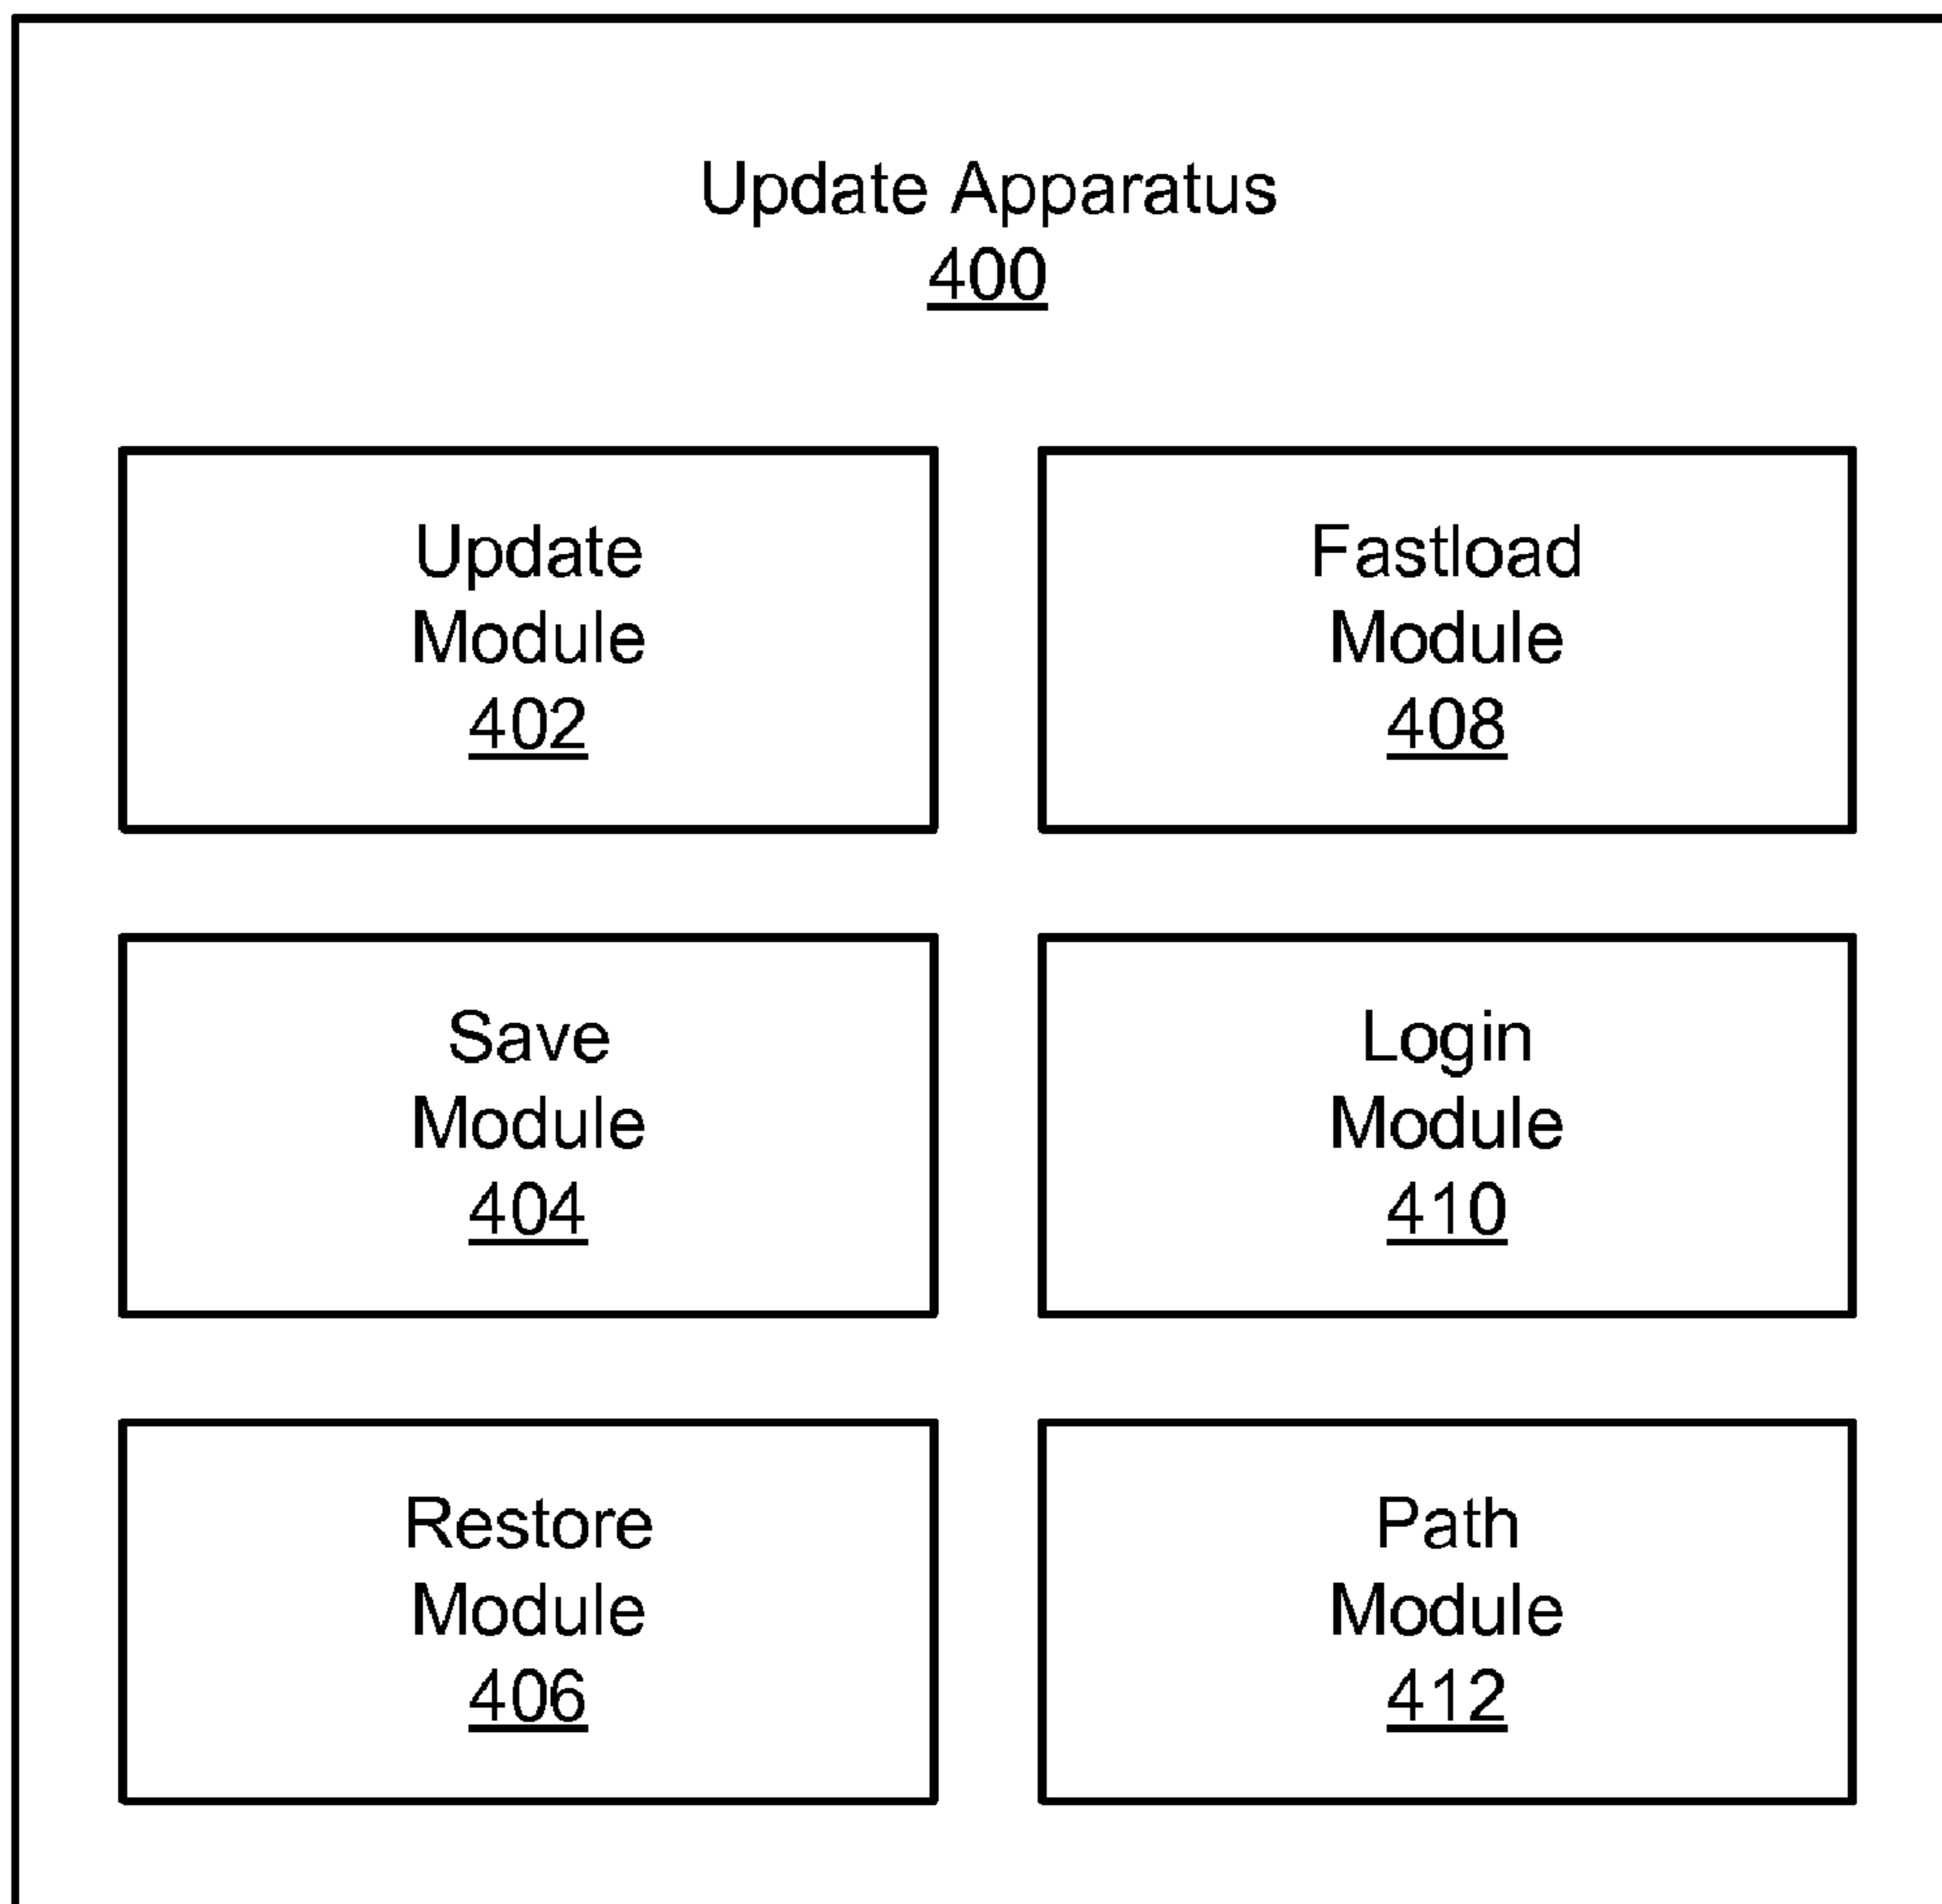 Update Apparatus
400
Update
Module
402
Fastload
Module
408
Save
Module
404
Login
Module
410
Restore
Module
406
Path
Module
412